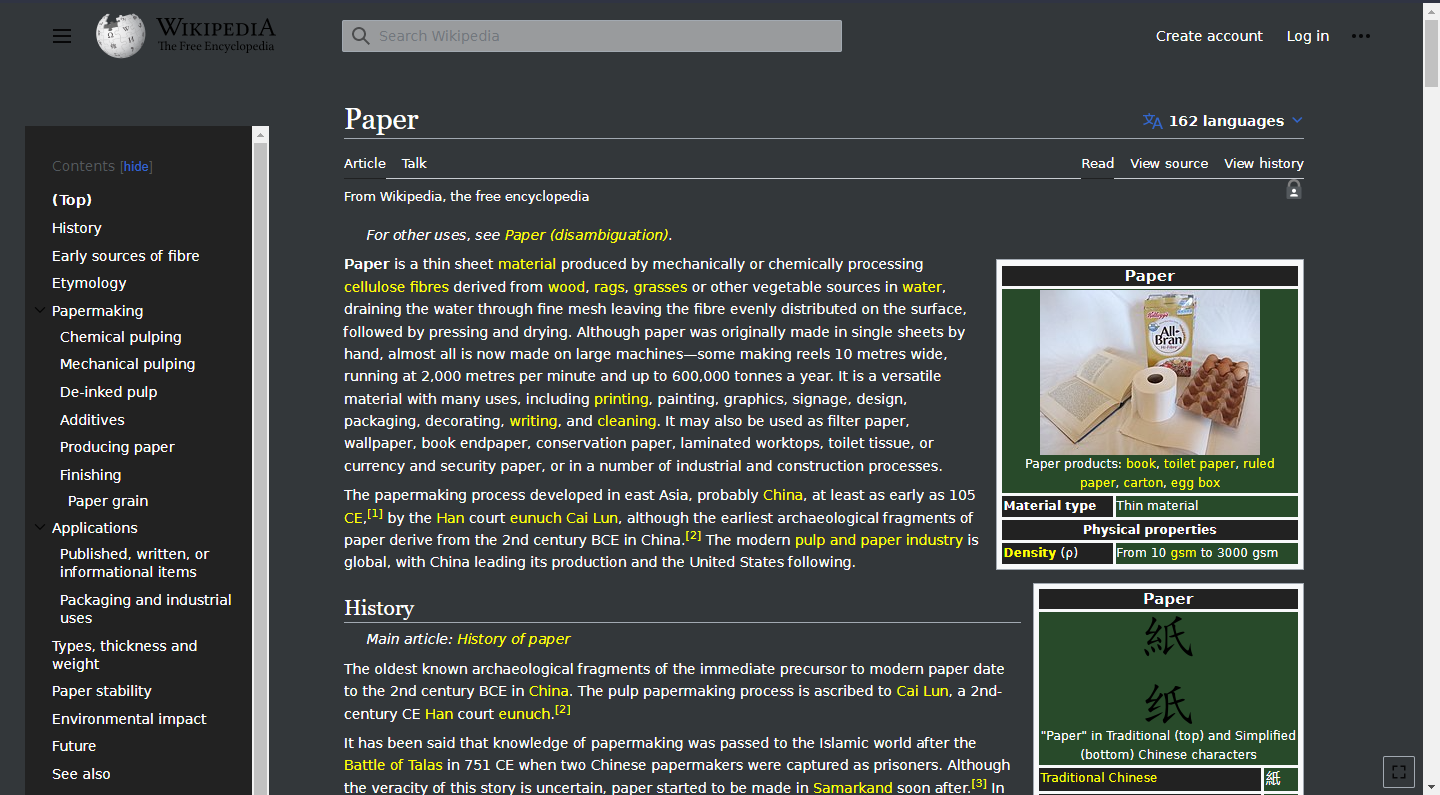 WIKIPEDIA
The Free Encyclopedia
Search Wikipedia
Create account
Log in
Paper
162 languages
Article
Talk
Read
View source
View history
From Wikipedia, the free encyclopedia
Contents [hide]
(Top)
History
Early sources of fibre
Etymology
Papermaking
Chemical pulping
Mechanical pulping
De-inked pulp
Additives
Producing paper
Finishing
Paper grain
Applications
Published, written, or
informational items
Packaging and industrial
uses
Types, thickness and
weight
Paper stability
Environmental impact
Future
See also
For other uses, see Paper (disambiguation).
Paper is a thin sheet material produced by mechanically or chemically processing
cellulose fibres derived from wood, rags, grasses or other vegetable sources in water,
draining the water through fine mesh leaving the fibre evenly distributed on the surface,
followed by pressing and drying. Although paper was originally made in single sheets by
hand, almost all is now made on large machines—some making reels 10 metres wide,
running at 2,000 metres per minute and up to 600,000 tonnes a year. It is a versatile
material with many uses, including printing, painting, graphics, signage, design,
packaging, decorating, writing, and cleaning. It may also be used as filter paper,
wallpaper, book endpaper, conservation paper, laminated worktops, toilet tissue, or
currency and security paper, or in a number of industrial and construction processes.
The papermaking process developed in east Asia, probably China, at least as early as 105
CE,[1] by the Han court eunuch Cai Lun, although the earliest archaeological fragments of
paper derive from the 2nd century BCE in China.[2] The modern pulp and paper industry is
global, with China leading its production and the United States following.
History
Main article: History of paper
The oldest known archaeological fragments of the immediate precursor to modern paper date
to the 2nd century BCE in China. The pulp papermaking process is ascribed to Cai Lun, a 2nd-
century CE Han court eunuch.[2]
It has been said that knowledge of papermaking was passed to the Islamic world after the
Battle of Talas in 751 CE when two Chinese papermakers were captured as prisoners. Although
the veracity of this story is uncertain, paper started to be made in Samarkand soon after.[3] In
Paper
Kellogg's
All-
Bran
Paper products: book, toilet paper, ruled
paper, carton, egg box
Material type Thin material
Physical properties
Density (ρ) From 10 gsm to 3000 gsm
Paper
紙
纸
"Paper" in Traditional (top) and Simplified
(bottom) Chinese characters
Traditional Chinese 紙